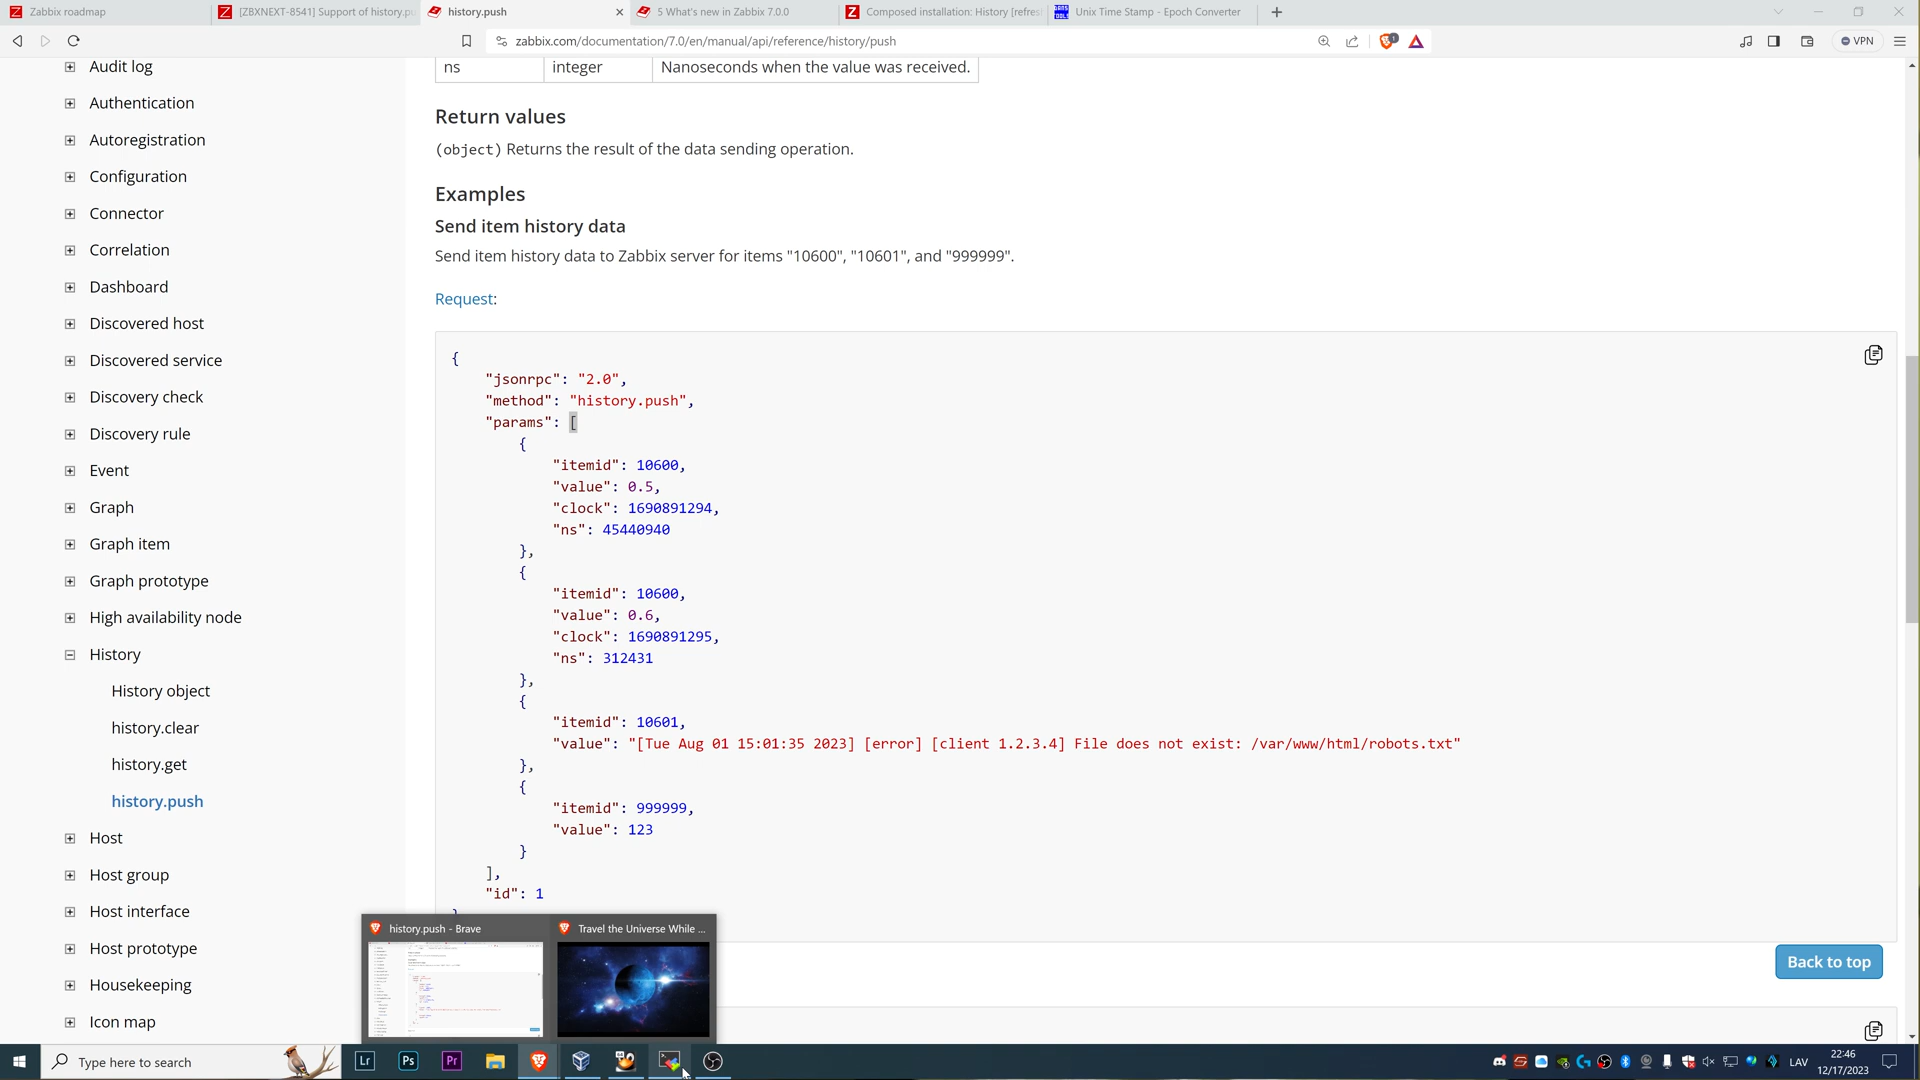 Zabbix roadmap
[ZBXNEXT-8541] Support of history.pu
history.push
5 What's new in Zabbix 7.0.0
Composed installation: History [refres
Unix Time Stamp - Epoch Converter
zabbix.com/documentation/7.0/en/manual/api/reference/history/push
1
VPN
Audit log
Authentication
Autoregistration
Configuration
Connector
Correlation
Dashboard
Discovered host
Discovered service
Discovery check
Discovery rule
Event
Graph
Graph item
Graph prototype
High availability node
History
History object
history.clear
history.get
history.push
Host
Host group
Host interface
Host prototype
Housekeeping
Icon map
ns integer Nanoseconds when the value was received.
Return values
(object) Returns the result of the data sending operation.
Examples
Send item history data
Send item history data to Zabbix server for items "10600", "10601", and "999999".
Request:
{
"jsonrpc": "2.0",
"method": "history.push",
"params": [
{
"itemid": 10600,
"value": 0.5,
"clock": 1690891294,
"ns": 45440940
},
{
"itemid": 10600,
"value": 0.6,
"clock": 1690891295,
"ns": 312431
},
{
"itemid": 10601,
"value": "[Tue Aug 01 15:01:35 2023] [error] [client 1.2.3.4] File does not exist: /var/www/html/robots.txt"
},
{
"itemid": 999999,
"value": 123
}
],
"id": 1
}
history.push - Brave
Travel the Universe While ...
Back to top
Type here to search
Lr
Ps
Pr
LAV
22:46
12/17/2023